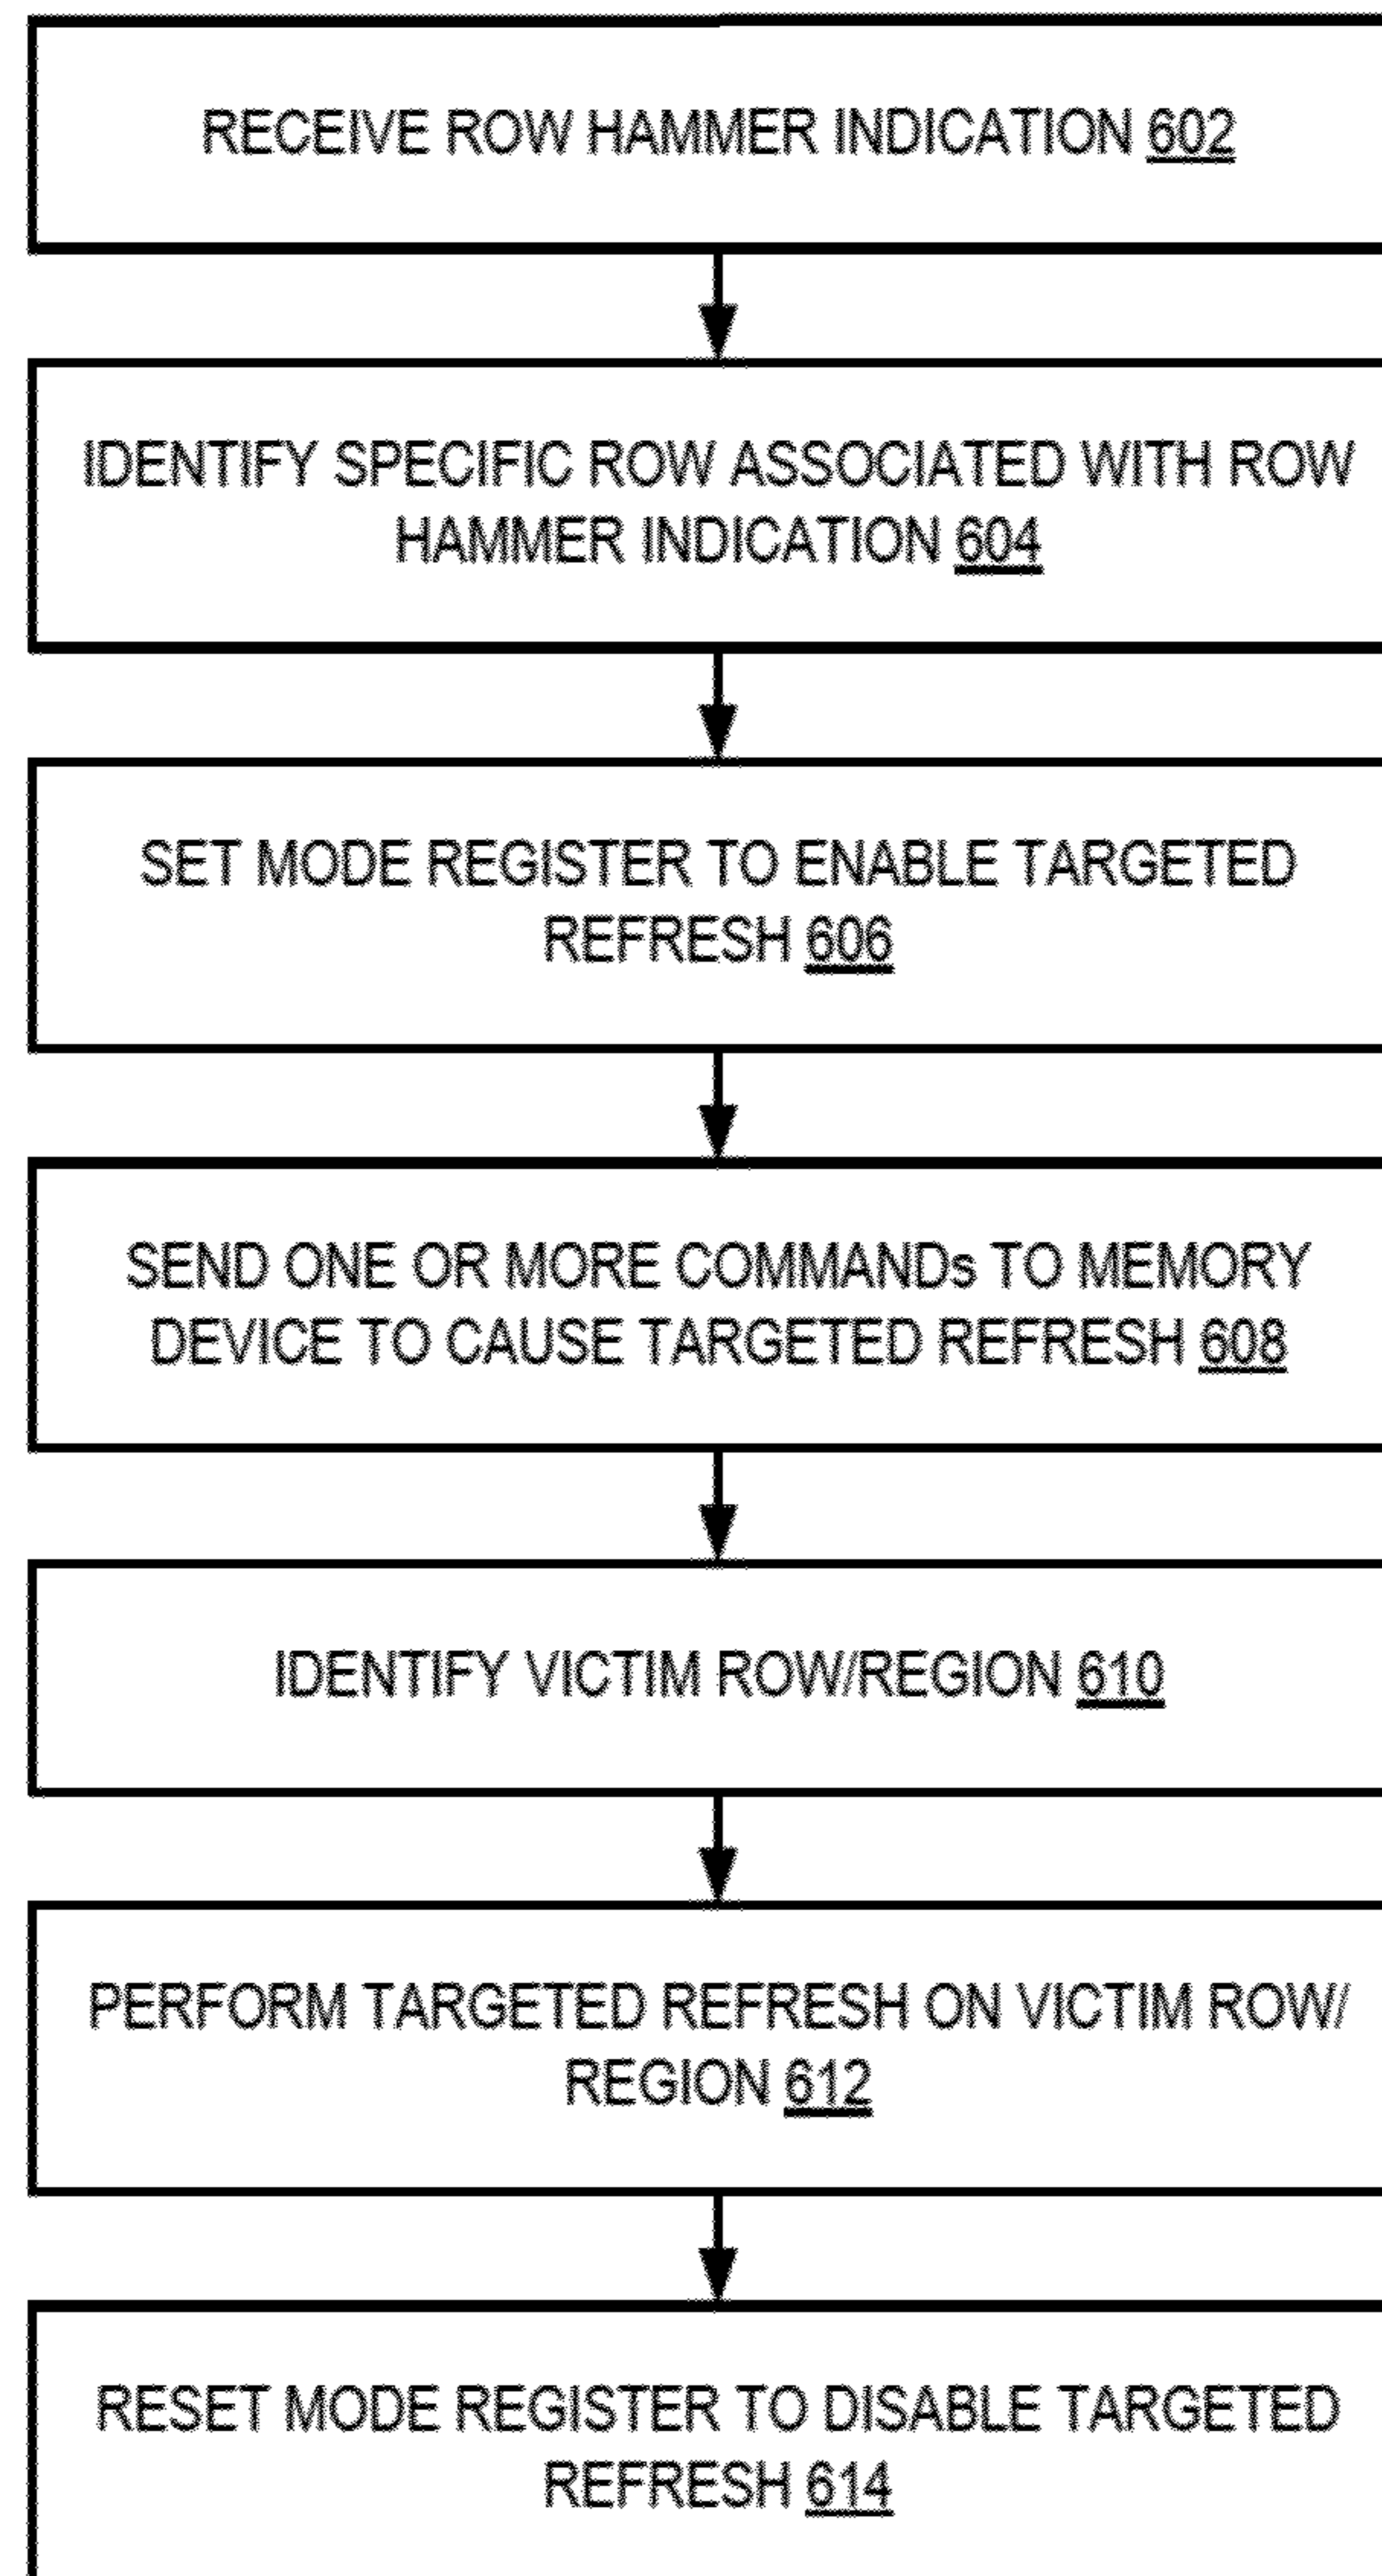 RECEIVE ROW HAMMER INDICATION 602
IDENTIFY SPECIFIC ROW ASSOCIATED WITH ROW
HAMMER INDICATION 604
SET MODE REGISTER TO ENABLE TARGETED
REFRESH 606
SEND ONE OR MORE COMMANDs TO MEMORY
DEVICE TO CAUSE TARGETED REFRESH 608
IDENTIFY VICTIM ROW/REGION 610
PERFORM TARGETED REFRESH ON VICTIM ROW/
REGION 612
RESET MODE REGISTER TO DISABLE TARGETED
REFRESH 614